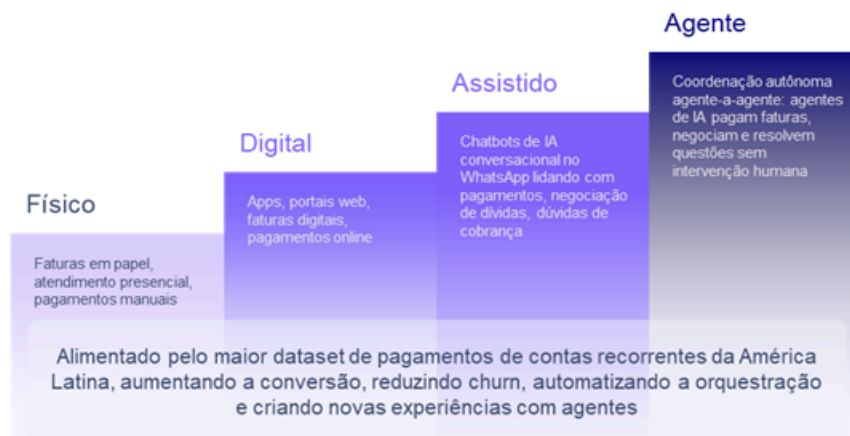 Físico
Faturas em papel,
atendimento presencial,
pagamentos manuais
Digital
Apps, portais web,
faturas digitais,
pagamentos online
Assistido
Chatbots de IA
conversacional no
WhatsApp lidando com
pagamentos, negociação
de dívidas, dúvidas de
cobrança
Agente
Coordenação autônoma
agente-a-agente: agentes
de IA pagam faturas,
negociam e resolvem
questões sem
intervenção humana
Alimentado pelo maior dataset de pagamentos de contas recorrentes da América
Latina, aumentando a conversão, reduzindo churn, automatizando a orquestração
e criando novas experiências com agentes